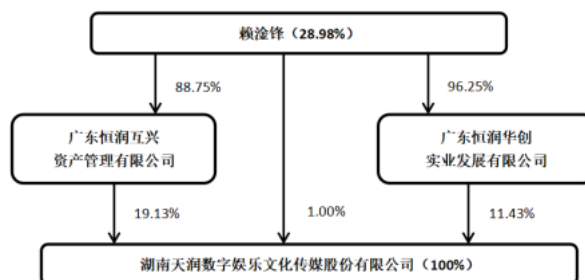 赖淦锋（28.98%）
88.75%
96.25%
广东恒润互兴
资产管理有限公司
广东恒润华创
实业发展有限公司
19.13%
1.00%
11.43%
湖南天润数字娱乐文化传媒股份有限公司（100%）